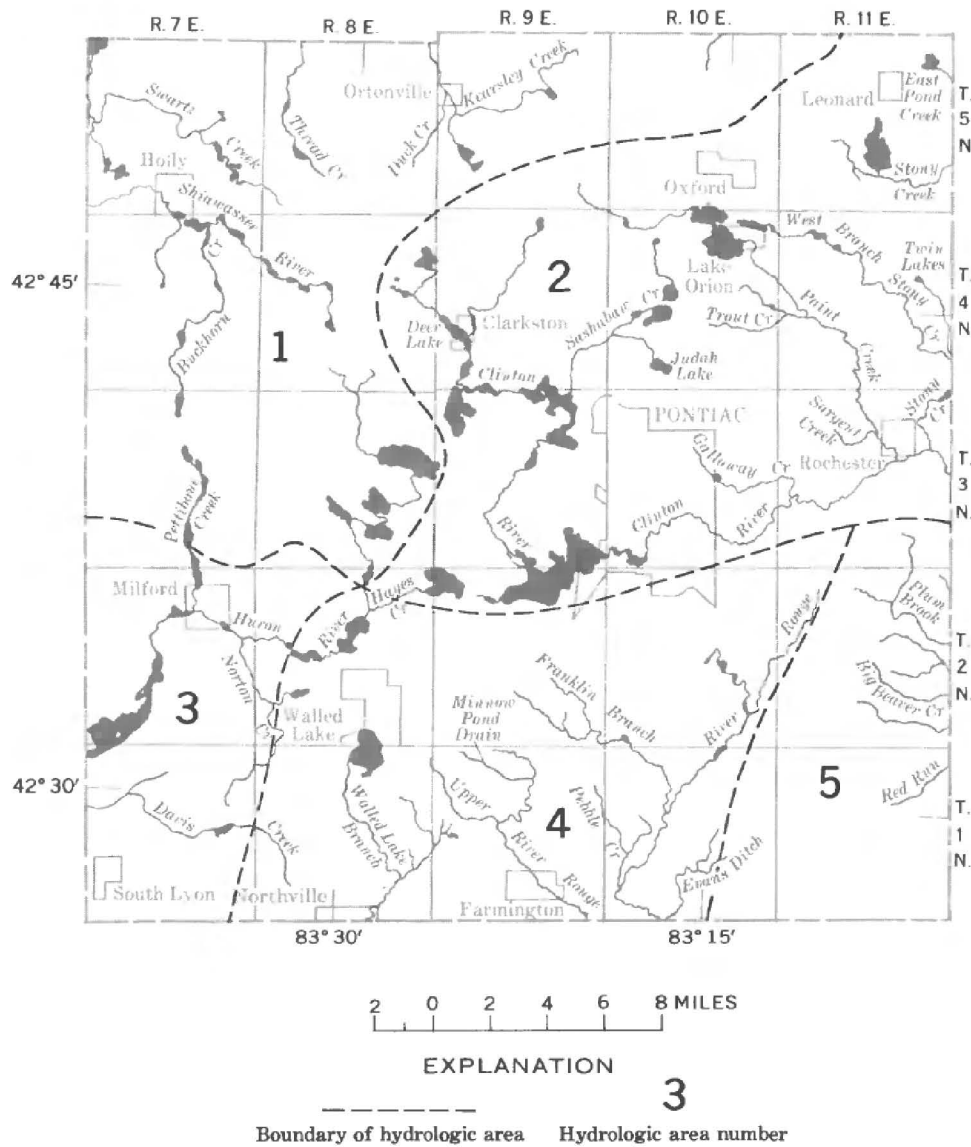 R. 7 E.
R. 8 E.
R. 9 E.
R. 10 E.
R. 11 E.
Swartz
Creek
Holly
Shiawassee
River
Thread Cr
Ortonville
Duck Cr
Kearsley Creek
Leonard
East
Pond
Creek
Stony
Creek
T.
5
N.
Oxford
West
Branch
Stony
Cr
Twin
Lakes
Lake
Orion
42° 45'
Cr
Buckhorn
1
2
Deer
Lake
Clarkston
Sashabaw Cr
Trout Cr
Paint
Creek
T.
4
N.
Clinton
Judah
Lake
PONTIAC
Sargent
Creek
Stony
Cr
Galloway Cr
Rochester
T.
3
N.
Pettibone
Creek
River
Clinton
River
Milford
Hayes
Cr
Huron
River
Rouge
Plum
Brook
T.
2
N.
Norton
3
Walled
Lake
Franklin
Branch
Minnow
Pond
Drain
River
Big
Beaver Cr
42° 30'
5
Red Run
T.
1
N.
Davis
Creek
Walled Lake
Branch
Upper
River
Rouge
4
Pebble
Cr
Evans Ditch
South Lyon
Northville
Farmington
83° 30'
83° 15'
2 0 2 4 6 8 MILES
EXPLANATION
3
Boundary of hydrologic area
Hydrologic area number